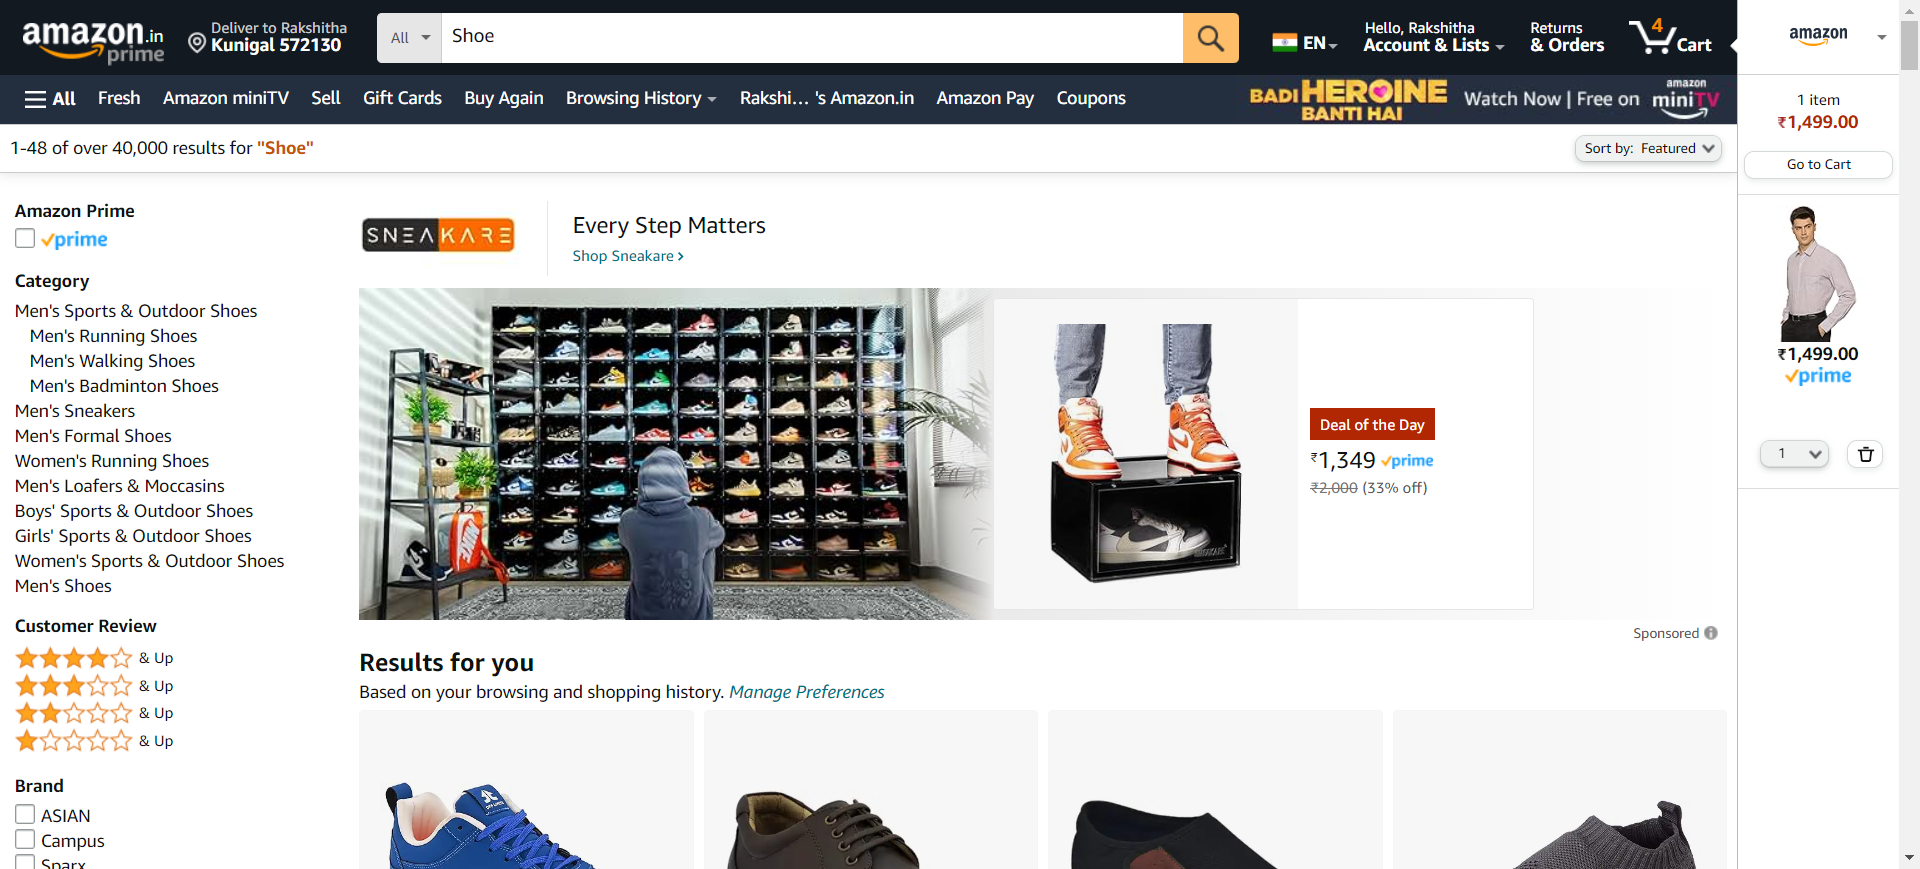 amazon.in
prime
Deliver to Rakshitha
Kunigal 572130
All
Shoe
EN
Hello, Rakshitha
Account & Lists
Returns
& Orders
4
Cart
amazon
All
Fresh
Amazon miniTV
Sell
Gift Cards
Buy Again
Browsing History
Rakshi... 's Amazon.in
Amazon Pay
Coupons
BADI HEROINE
BANTI HAI
Watch Now | Free on
amazon
miniTV
1 item
₹1,499.00
Go to Cart
1-48 of over 40,000 results for "Shoe"
Sort by: Featured
Amazon Prime
prime
Category
Men's Sports & Outdoor Shoes
Men's Running Shoes
Men's Walking Shoes
Men's Badminton Shoes
Men's Sneakers
Men's Formal Shoes
Women's Running Shoes
Men's Loafers & Moccasins
Boys' Sports & Outdoor Shoes
Girls' Sports & Outdoor Shoes
Women's Sports & Outdoor Shoes
Men's Shoes
Customer Review
& Up
& Up
& Up
& Up
Brand
ASIAN
Campus
Sparx
SNEAKARE
Every Step Matters
Shop Sneakare ›
Deal of the Day
₹1,349 prime
₹2,000 (33% off)
Sponsored
Results for you
Based on your browsing and shopping history. Manage Preferences
₹1,499.00
prime
1